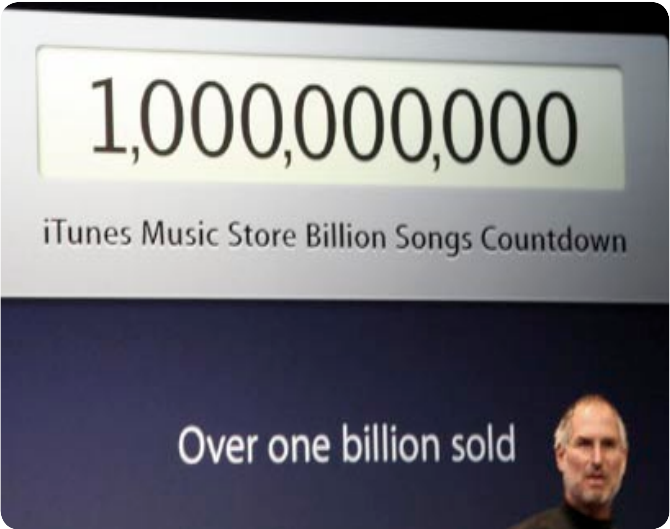 1,000,000,000
iTunes Music Store Billion Songs Countdown
Over one billion sold